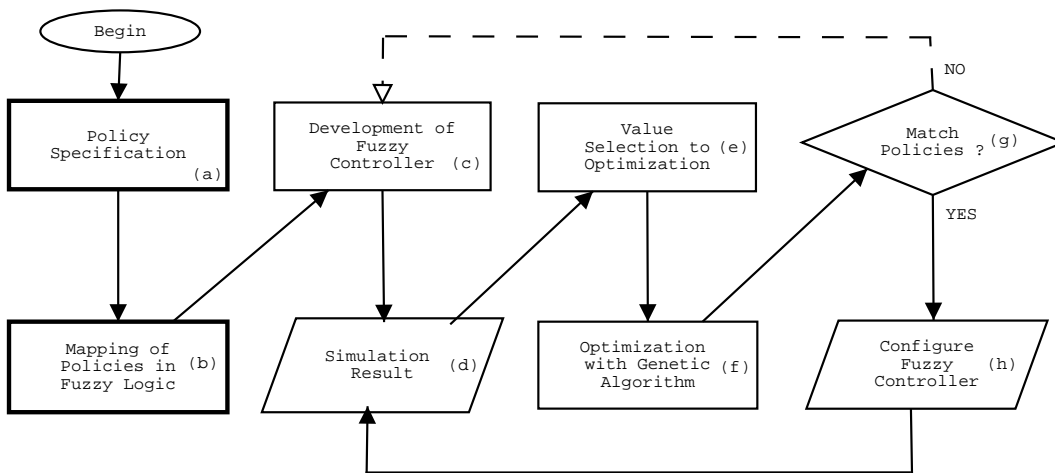 Begin
Policy
Specification
(a)
Mapping of
Policies in
Fuzzy Logic
(b)
Development of
Fuzzy
Controller
(c)
Simulation
Result
(d)
Value
Selection to
Optimization
(e)
Optimization
with Genetic
Algorithm
(f)
NO
Match
Policies ?
(g)
YES
Configure
Fuzzy
Controller
(h)